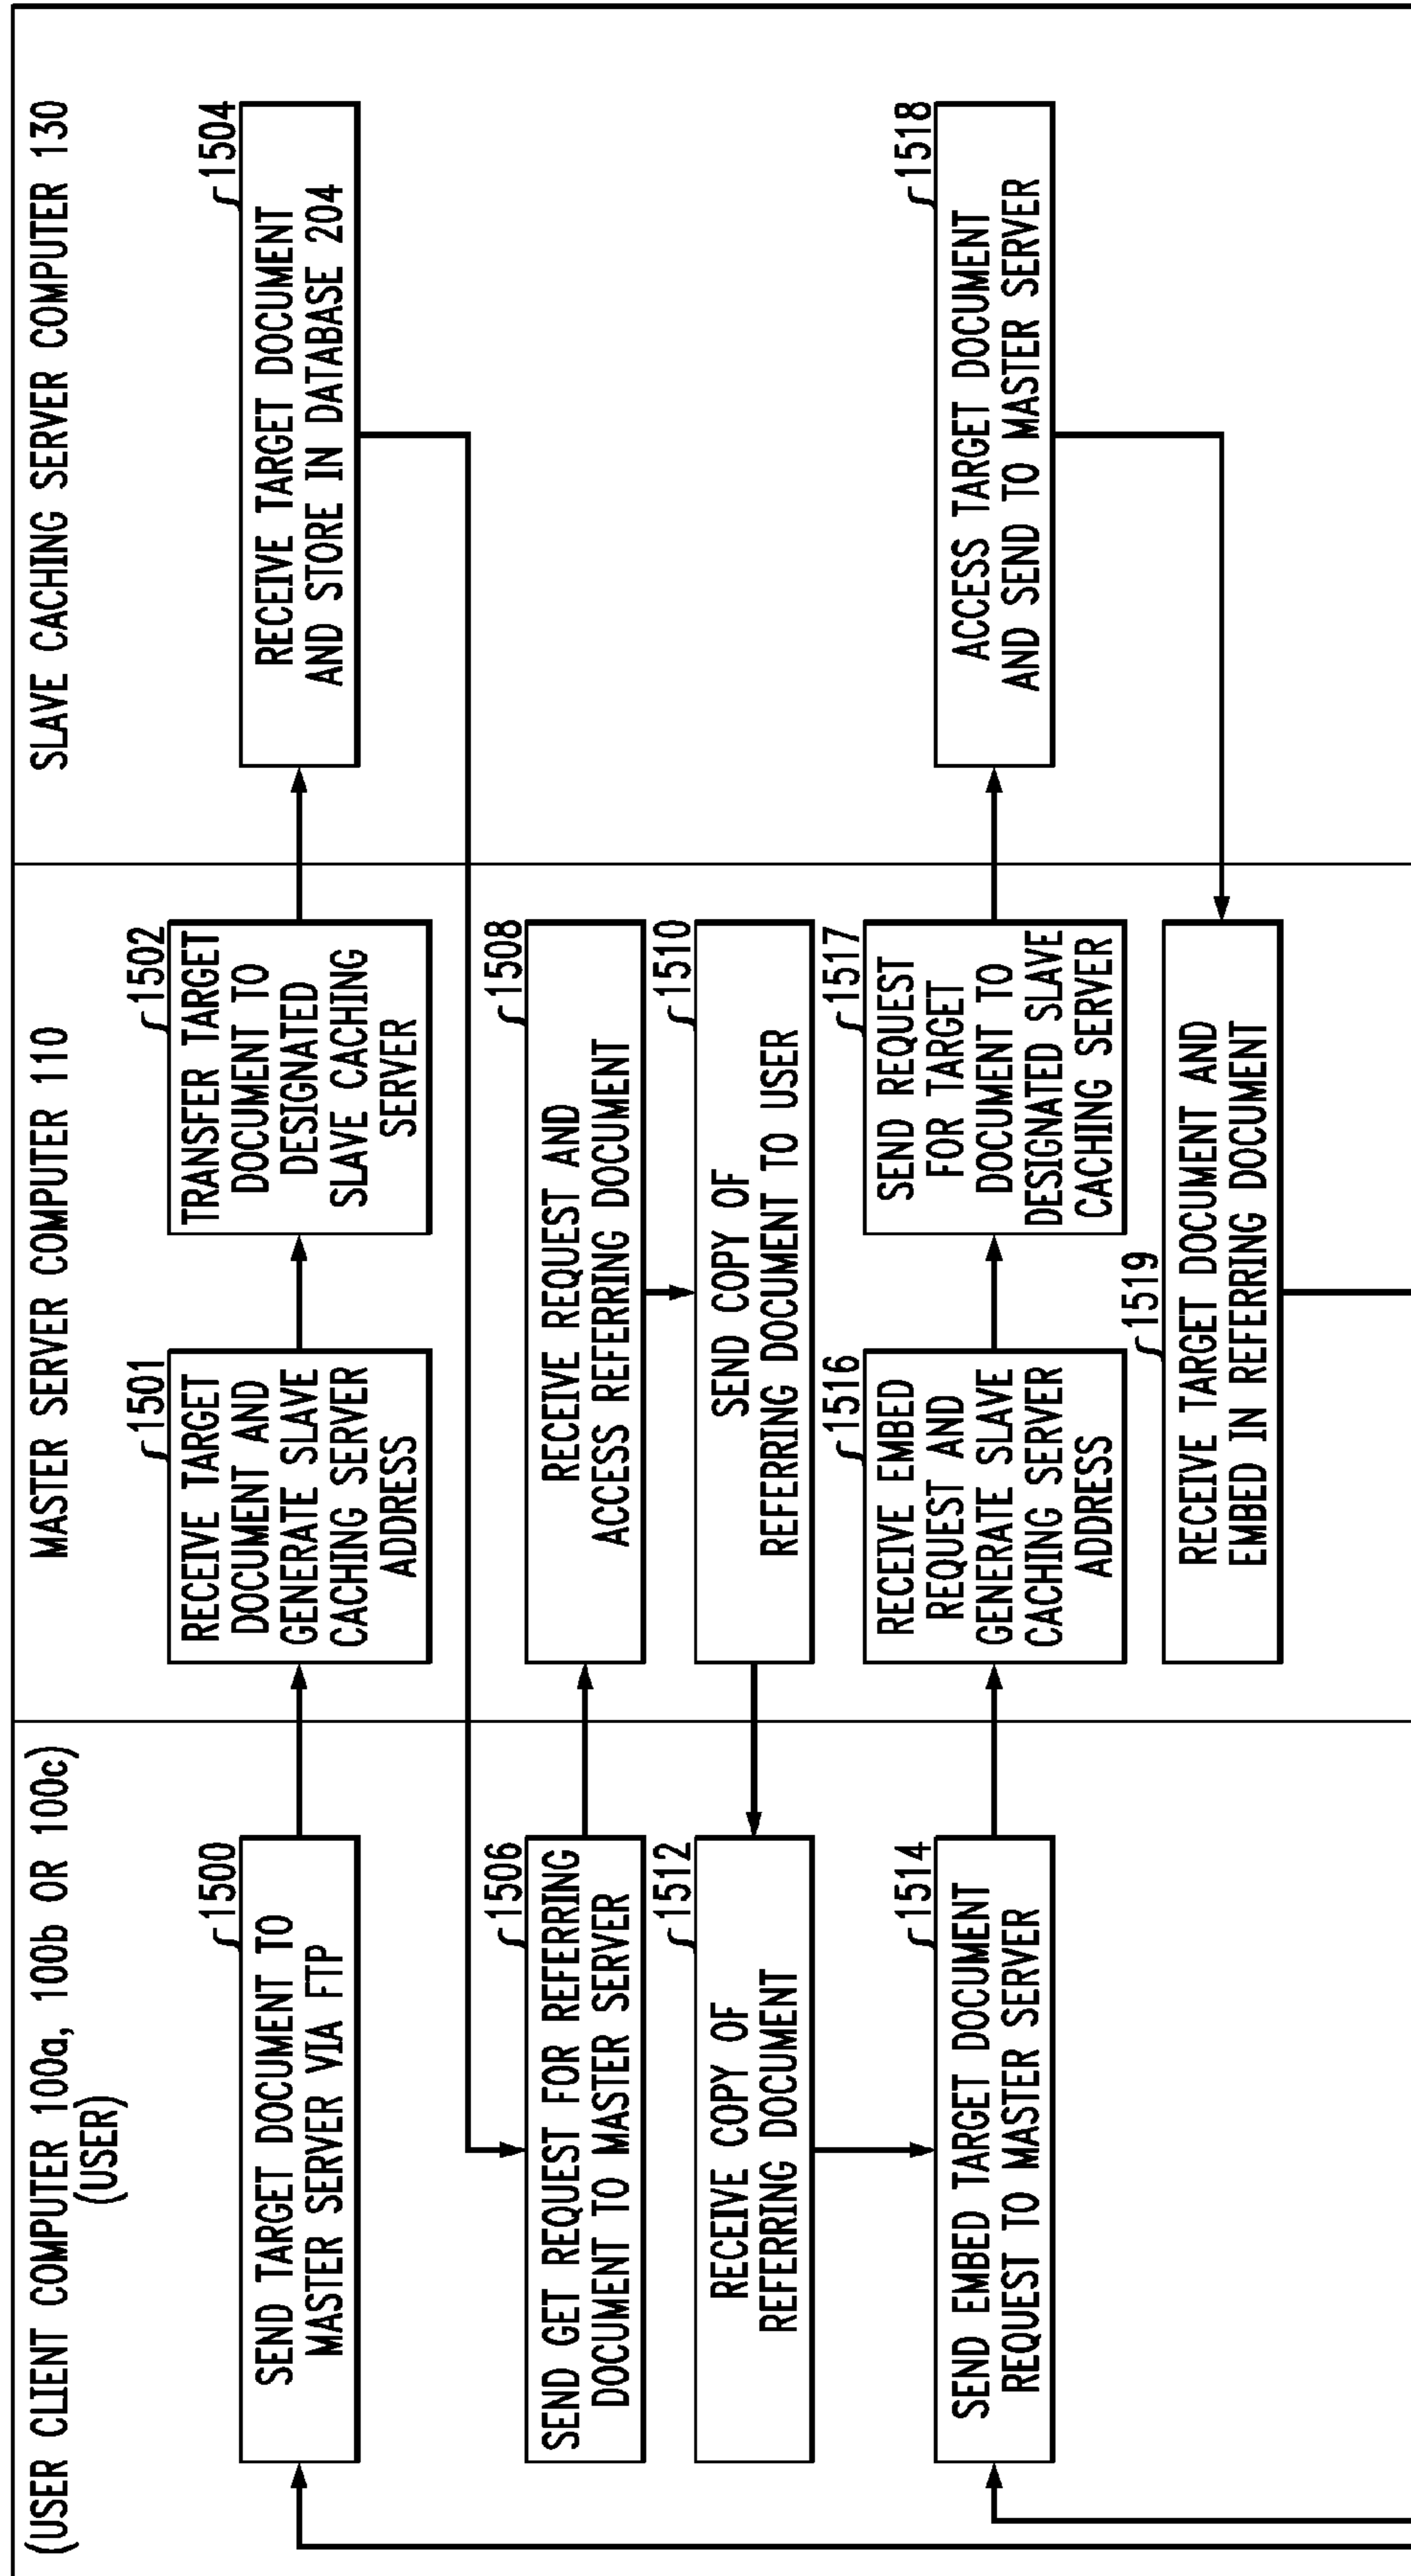 (USER CLIENT COMPUTER 100a, 100b OR 100c)
(USER)
MASTER SERVER COMPUTER 110
SLAVE CACHING SERVER COMPUTER 130
1500
SEND TARGET DOCUMENT TO
MASTER SERVER VIA FTP
1501
RECEIVE TARGET
DOCUMENT AND
GENERATE SLAVE
CACHING SERVER
ADDRESS
1502
TRANSFER TARGET
DOCUMENT TO
DESIGNATED
SLAVE CACHING
SERVER
1504
RECEIVE TARGET DOCUMENT
AND STORE IN DATABASE 204
1506
SEND GET REQUEST FOR REFERRING
DOCUMENT TO MASTER SERVER
1508
RECEIVE REQUEST AND
ACCESS REFERRING DOCUMENT
1510
SEND COPY OF
REFERRING DOCUMENT TO USER
1512
RECEIVE COPY OF
REFERRING DOCUMENT
1514
SEND EMBED TARGET DOCUMENT
REQUEST TO MASTER SERVER
1516
RECEIVE EMBED
REQUEST AND
GENERATE SLAVE
CACHING SERVER
ADDRESS
1517
SEND REQUEST
FOR TARGET
DOCUMENT TO
DESIGNATED SLAVE
CACHING SERVER
1518
ACCESS TARGET DOCUMENT
AND SEND TO MASTER SERVER
1519
RECEIVE TARGET DOCUMENT AND
EMBED IN REFERRING DOCUMENT